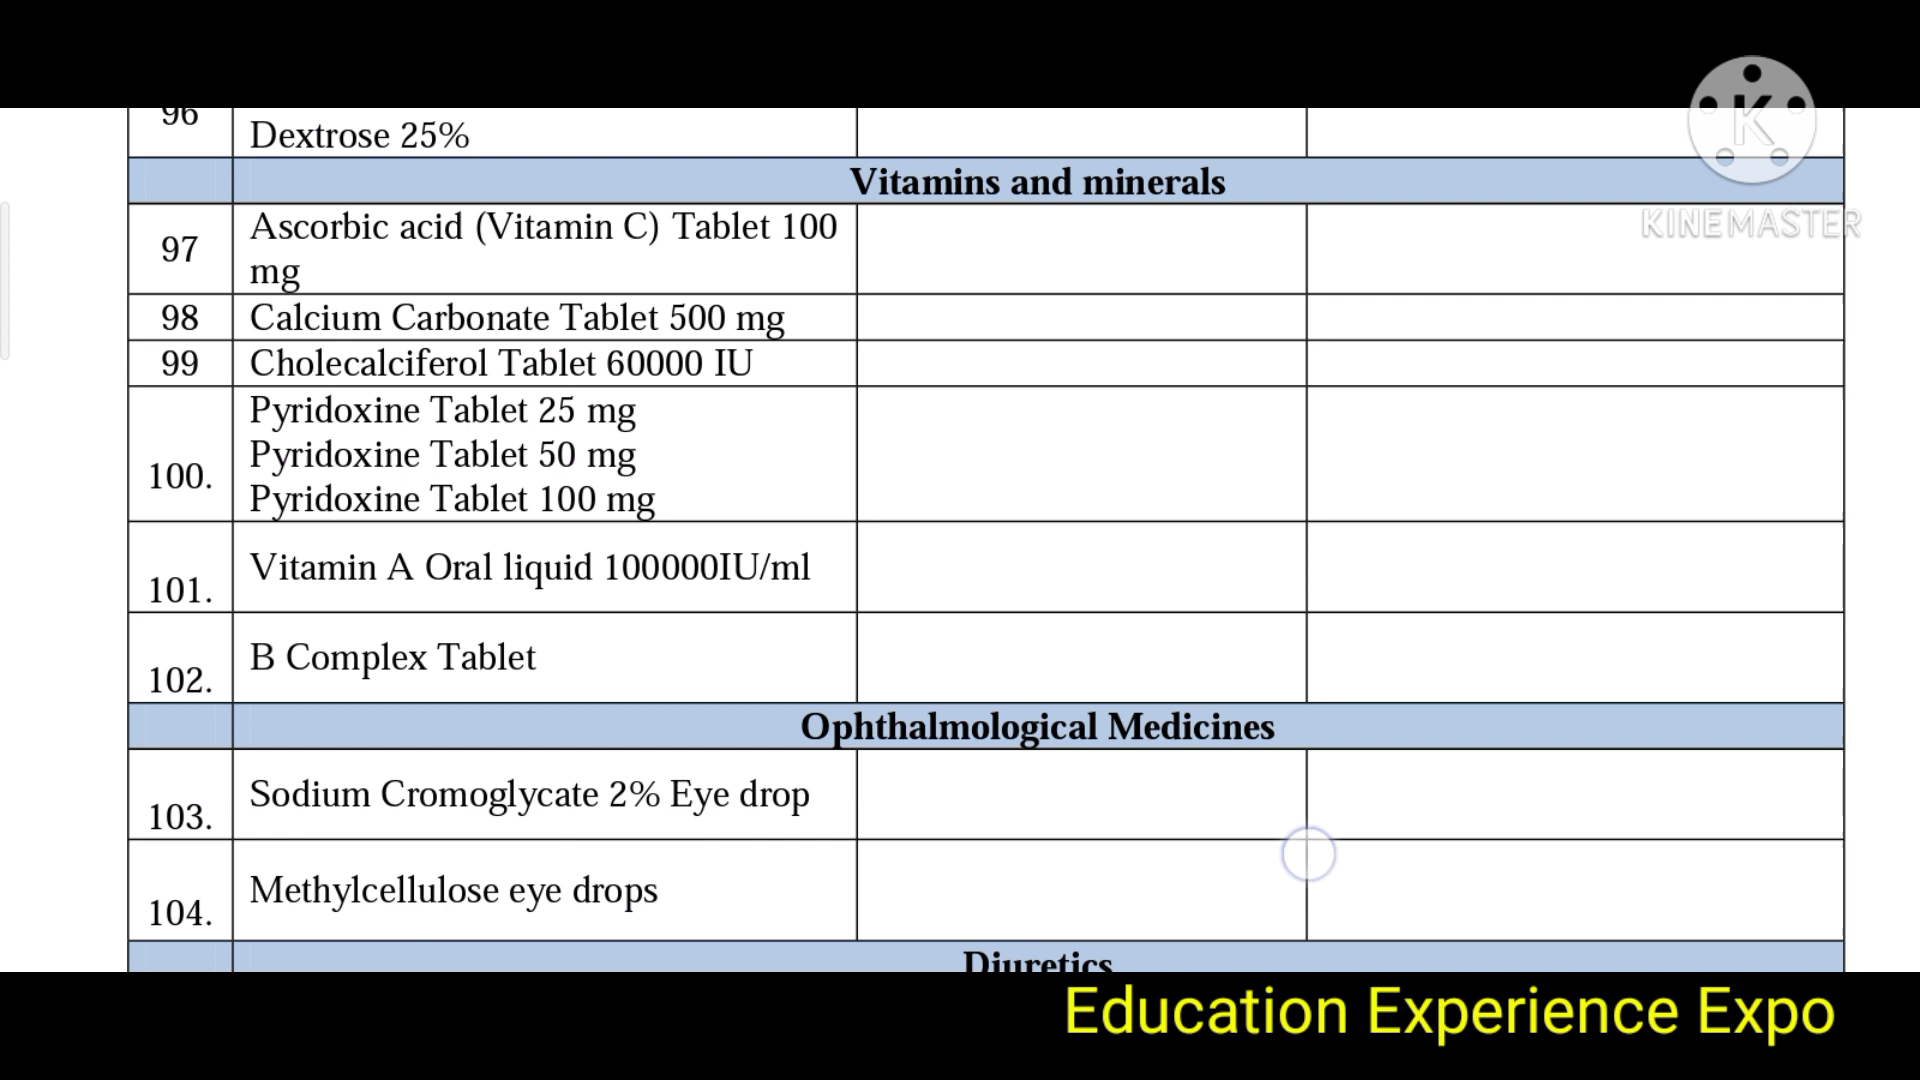 96
Dextrose 25%
Vitamins and minerals
97
Ascorbic acid (Vitamin C) Tablet 100
mg
98
Calcium Carbonate Tablet 500 mg
99
Cholecalciferol Tablet 60000 IU
100.
Pyridoxine Tablet 25 mg
Pyridoxine Tablet 50 mg
Pyridoxine Tablet 100 mg
101.
Vitamin A Oral liquid 100000IU/ml
102.
B Complex Tablet
Ophthalmological Medicines
103.
Sodium Cromoglycate 2% Eye drop
104.
Methylcellulose eye drops
Diuretics
K
KINEMASTER
Education Experience Expo